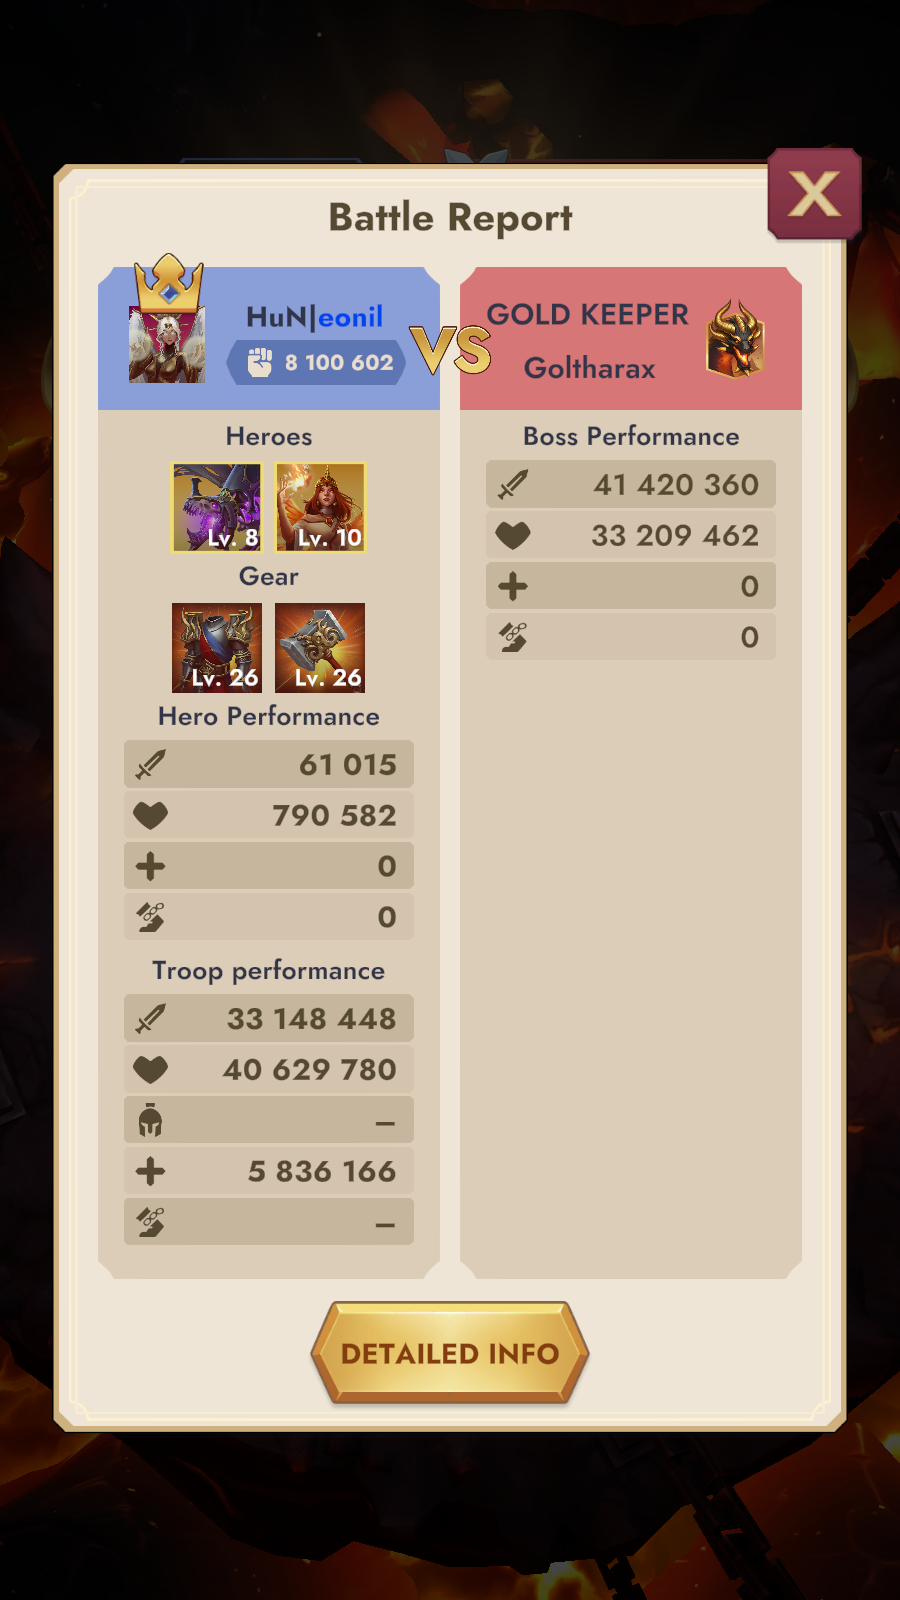 Battle Report
X
HuN|eonil
8 100 602
VS
GOLD KEEPER
Goltharax
Heroes
Lv. 8
Lv. 10
Gear
Lv. 26
Lv. 26
Hero Performance
61 015
790 582
0
0
Troop performance
33 148 448
40 629 780
–
5 836 166
–
Boss Performance
41 420 360
33 209 462
0
0
DETAILED INFO